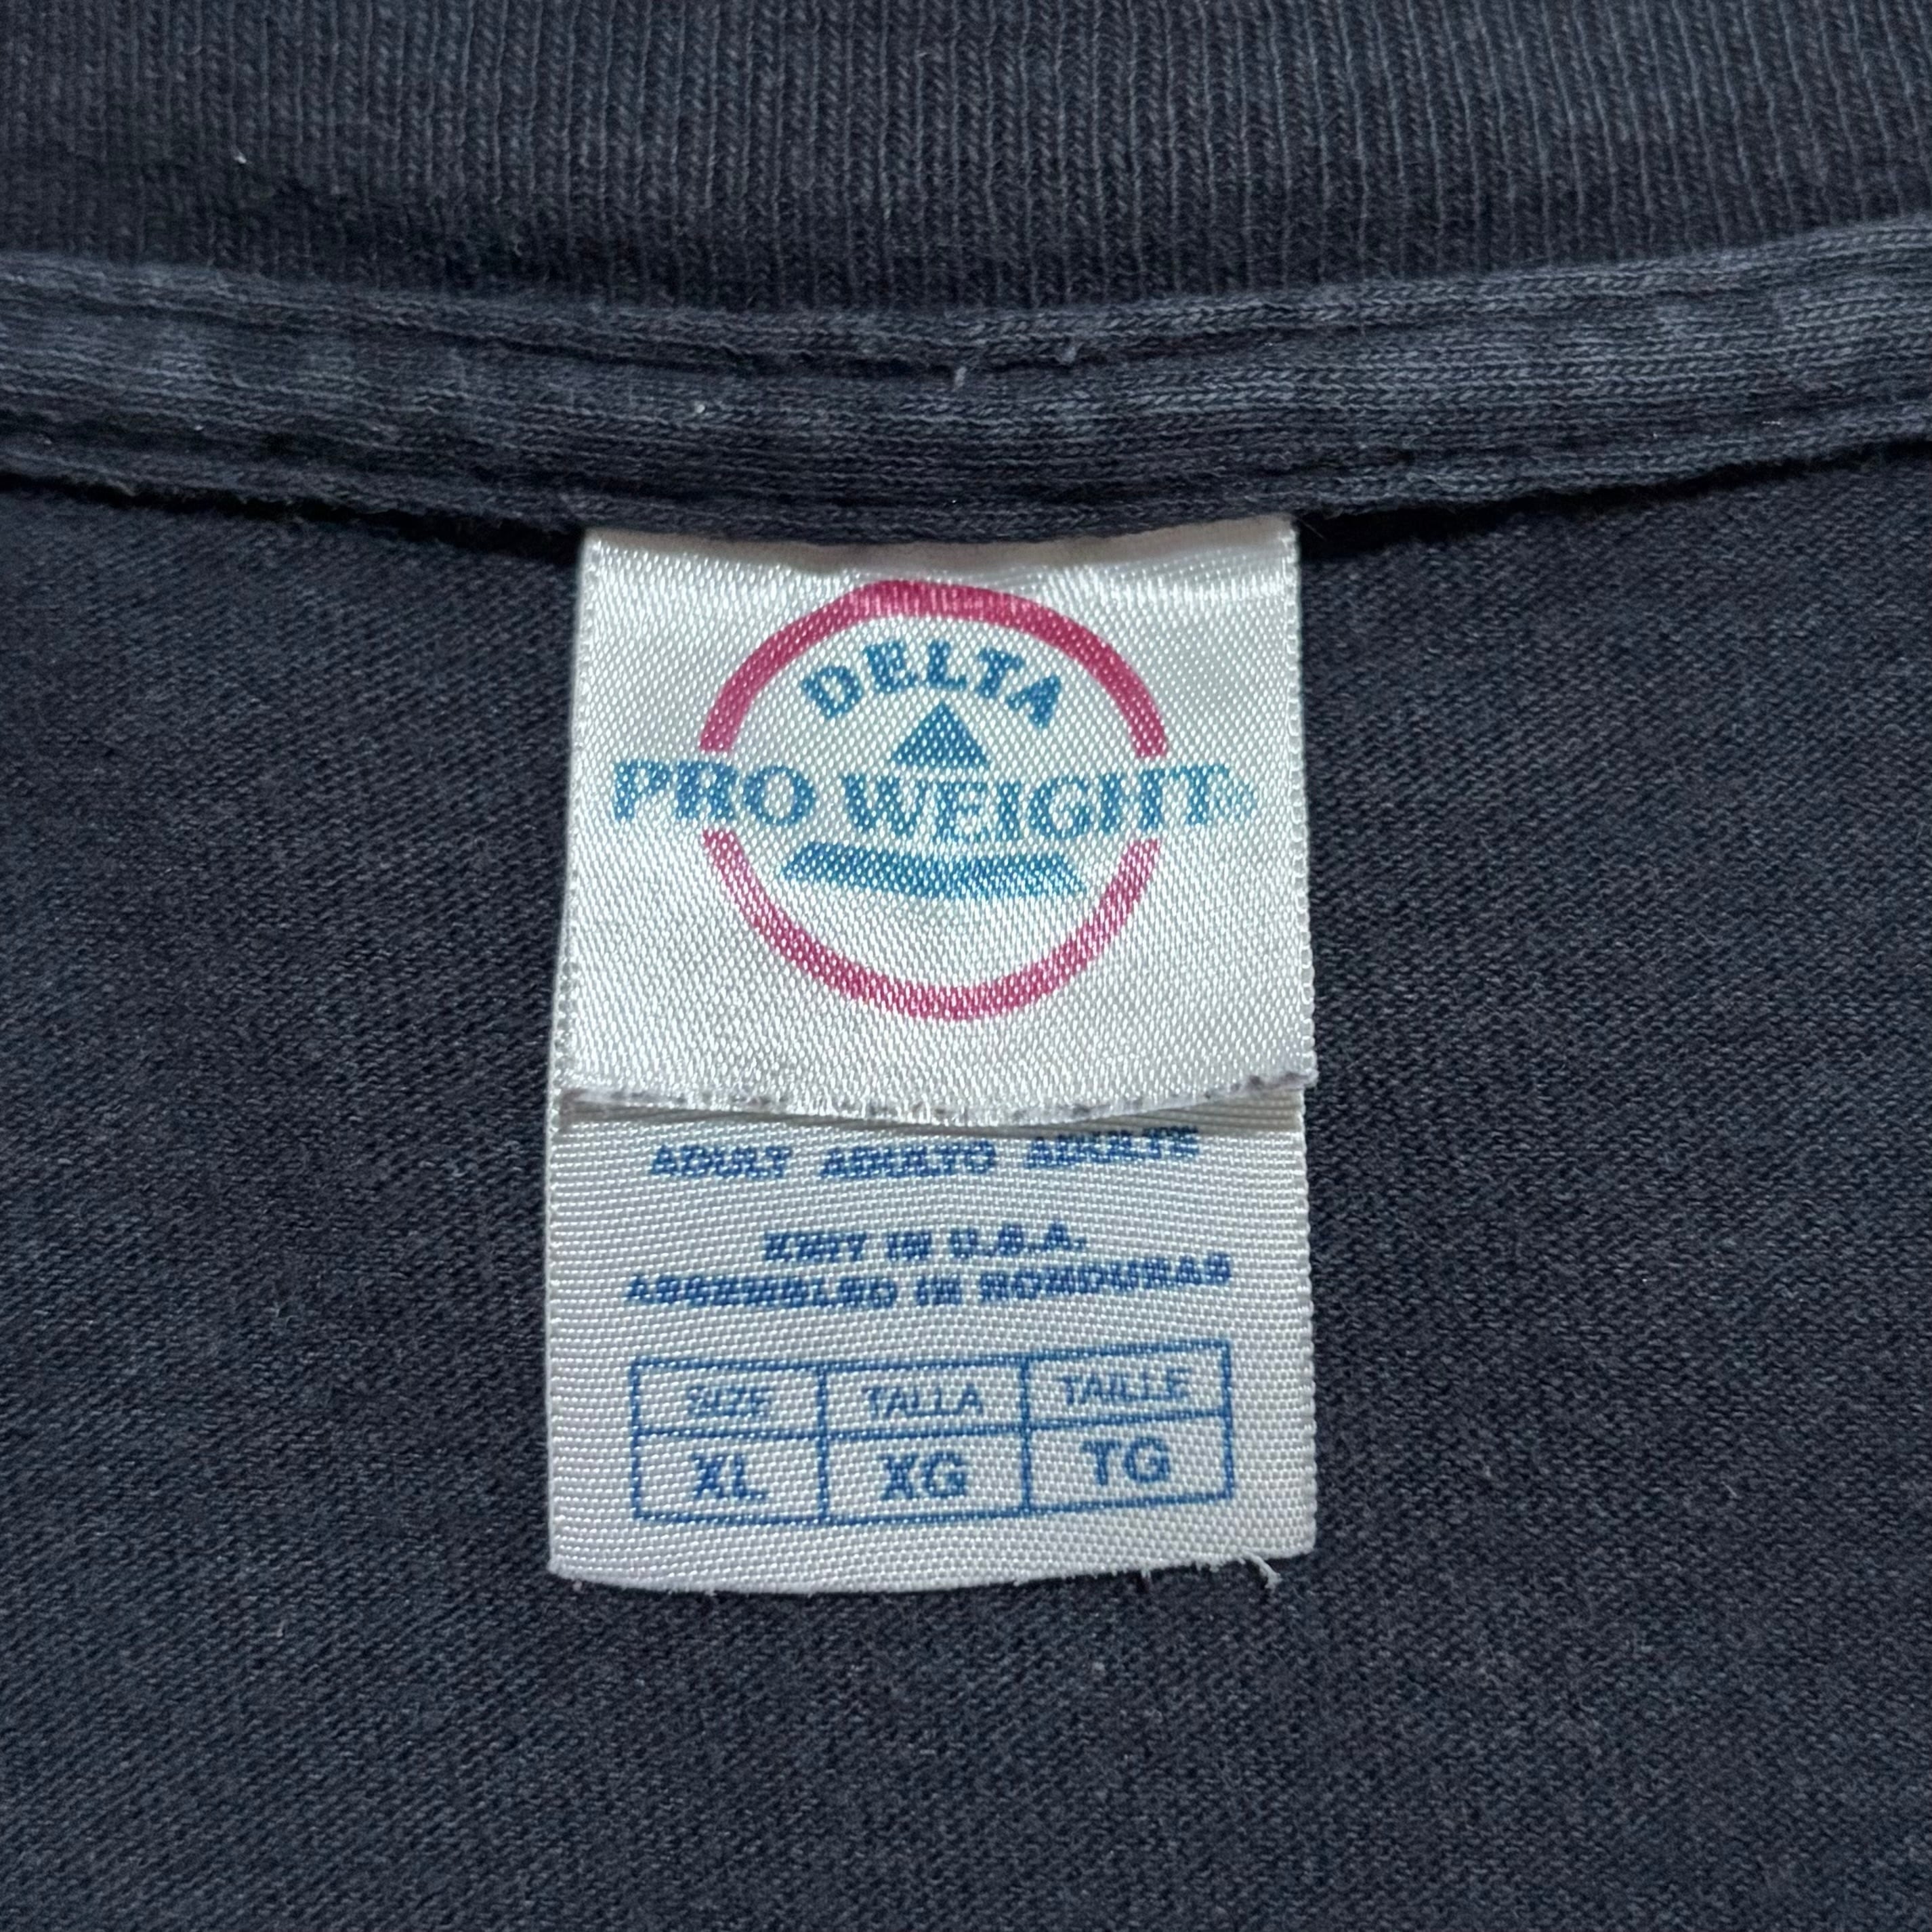 DELTA
PRO WEIGHT
ADULT ADULTO ADULTE
KNIT IN U.S.A.
ASSEMBLED IN HONDURAS
SIZE TALLA TAILLE
XL XG TG